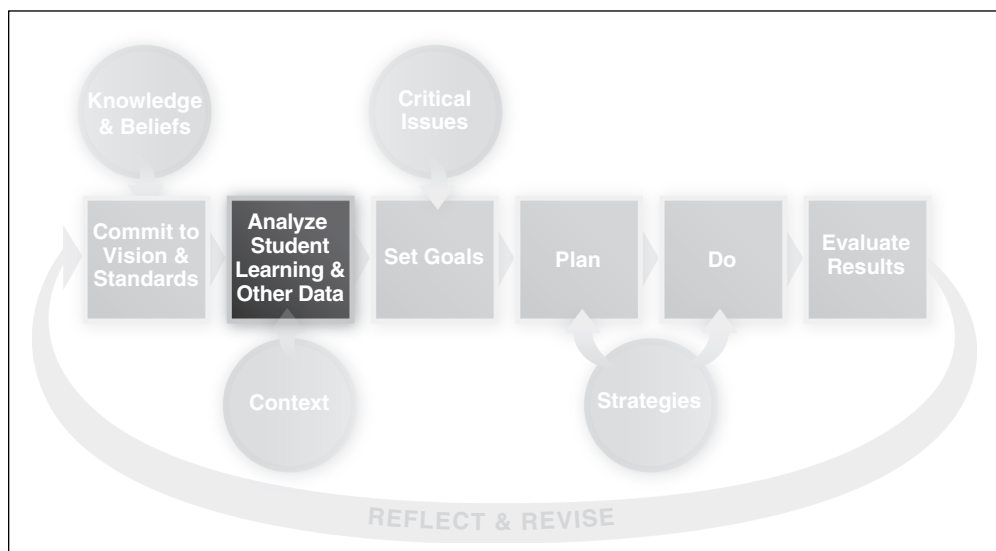 Knowledge
& Beliefs
Critical
Issues
Commit to
Vision &
Standards
Analyze
Student
Learning &
Other Data
Set Goals
Plan
Do
Evaluate
Results
Context
Strategies
REFLECT & REVISE